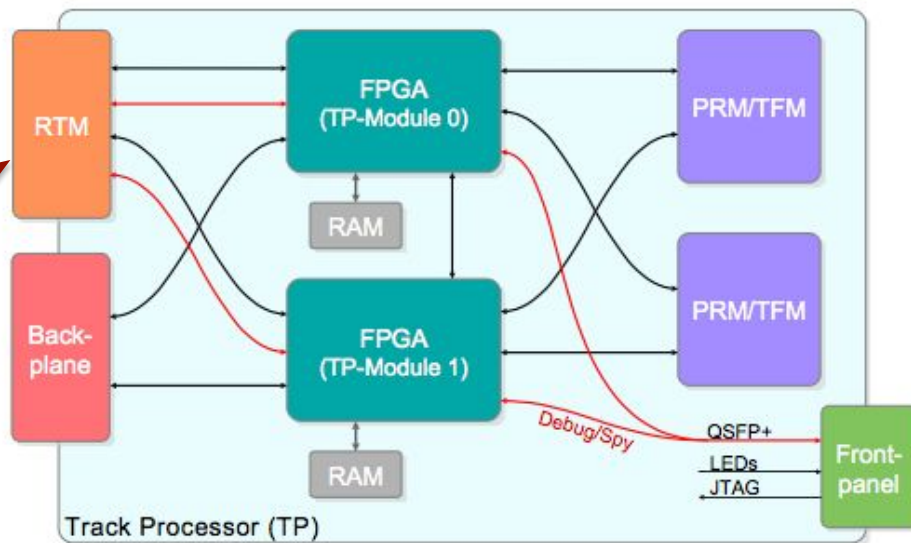 RTM
FPGA
(TP-Module 0)
PRM/TFM
RAM
Back-
plane
FPGA
(TP-Module 1)
PRM/TFM
Debug/Spy
QSFP+
LEDs
JTAG
Front-
panel
RAM
Track Processor (TP)